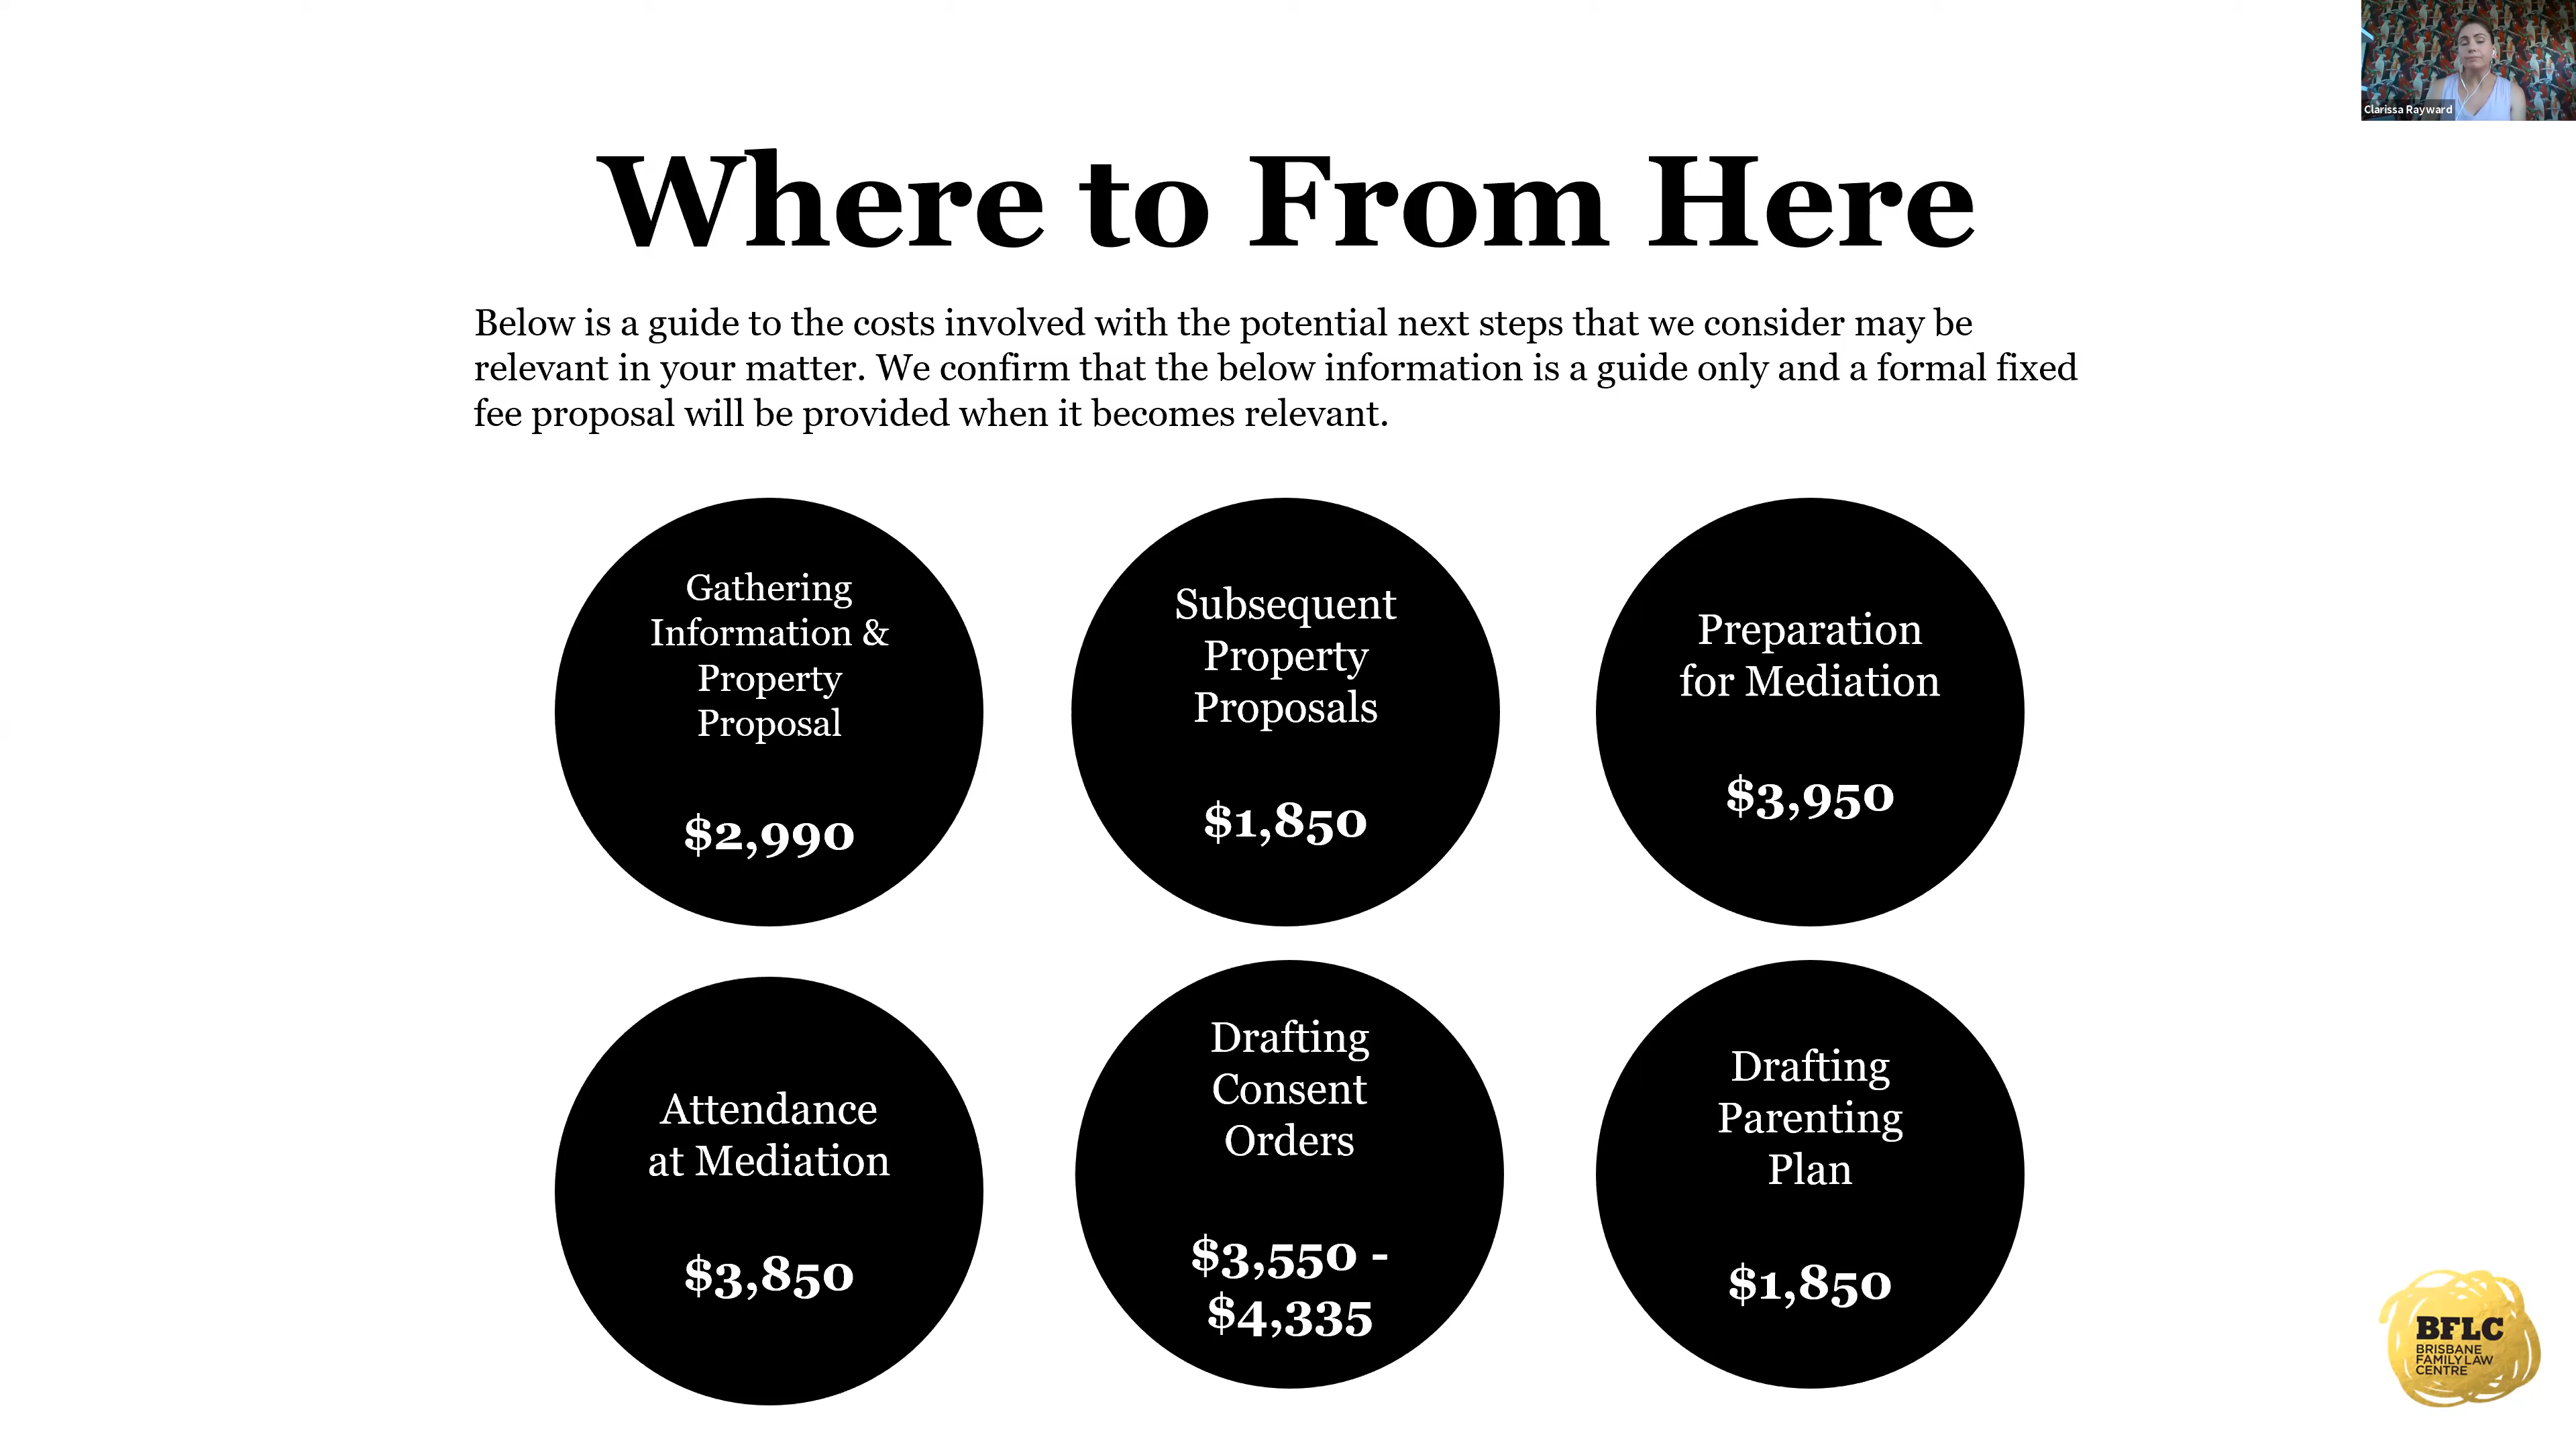 Clarissa Rayward
Where to From Here
Below is a guide to the costs involved with the potential next steps that we consider may be
relevant in your matter. We confirm that the below information is a guide only and a formal fixed
fee proposal will be provided when it becomes relevant.
Gathering
Information &
Property
Proposal
$2,990
Subsequent
Property
Proposals
$1,850
Preparation
for Mediation
$3,950
Attendance
at Mediation
$3,850
Drafting
Consent
Orders
$3,550 -
$4,335
Drafting
Parenting
Plan
$1,850
BFLC
BRISBANE
FAMILY LAW
CENTRE